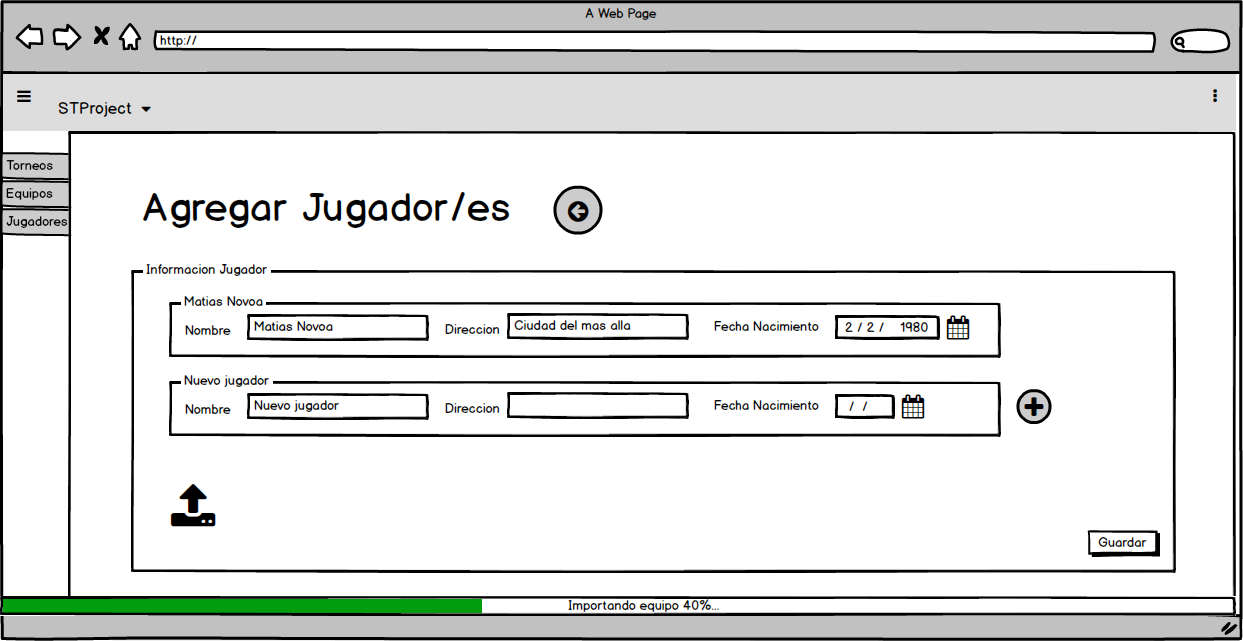 A Web Page
http://
STProject
Torneos
Equipos
Jugadores
Agregar Jugador/es
Informacion Jugador
Matias Novoa
Nombre Matias Novoa Direccion Ciudad del mas alla Fecha Nacimiento 2 / 2 / 1980
Nuevo jugador
Nombre Nuevo jugador Direccion Fecha Nacimiento / /
Guardar
Importando equipo 40%...